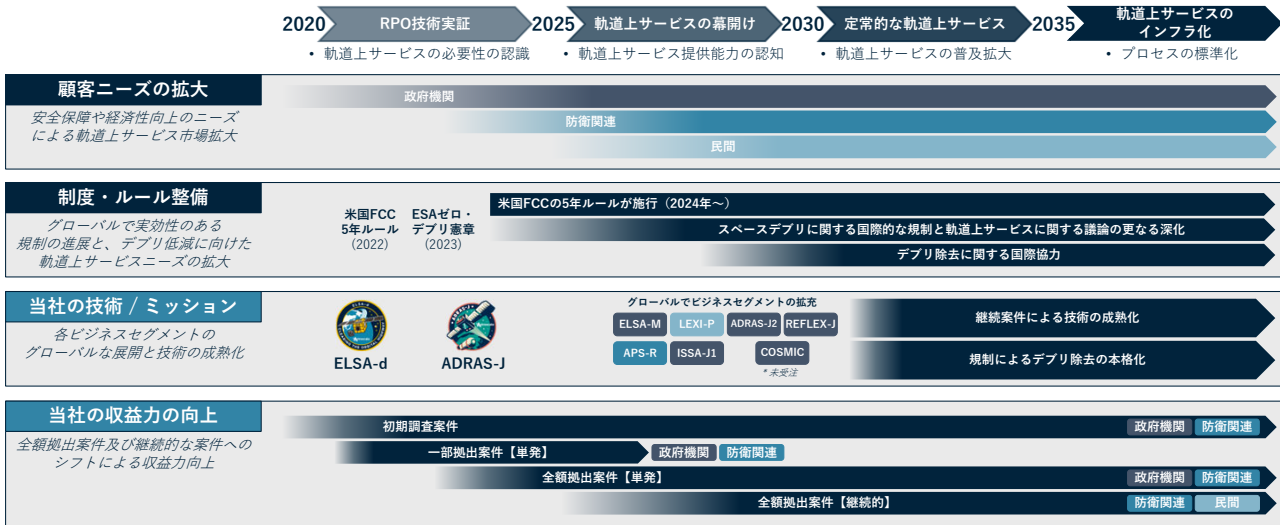 2020
RPO技術実証
2025
軌道上サービスの幕開け
2030
定常的な軌道上サービス
2035
軌道上サービスの
インフラ化
• 軌道上サービスの必要性の認識
• 軌道上サービス提供能力の認知
• 軌道上サービスの普及拡大
• プロセスの標準化
顧客ニーズの拡大
安全保障や経済性向上のニーズ
による軌道上サービス市場拡大
政府機関
防衛関連
民間
制度・ルール整備
グローバルで実効性のある
規制の進展と、デブリ低減に向けた
軌道上サービスニーズの拡大
米国FCC
5年ルール
（2022）
ESAゼロ・
デブリ憲章
（2023）
米国FCCの5年ルールが施行（2024年～）
スペースデブリに関する国際的な規制と軌道上サービスに関する議論の更なる深化
デブリ除去に関する国際協力
当社の技術 / ミッション
各ビジネスセグメントの
グローバルな展開と技術の成熟化
ELSA-d
ELSA-d
ADRAS-J
グローバルでビジネスセグメントの拡充
ELSA-M
LEXI-P
ADRAS-J2
REFLEX-J
APS-R
ISSA-J1
COSMIC
* 未受注
継続案件による技術の成熟化
規制によるデブリ除去の本格化
当社の収益力の向上
全額拠出案件及び継続的な案件への
シフトによる収益力向上
初期調査案件
政府機関
防衛関連
一部拠出案件【単発】
政府機関
防衛関連
全額拠出案件【単発】
政府機関
防衛関連
全額拠出案件【継続的】
防衛関連
民間